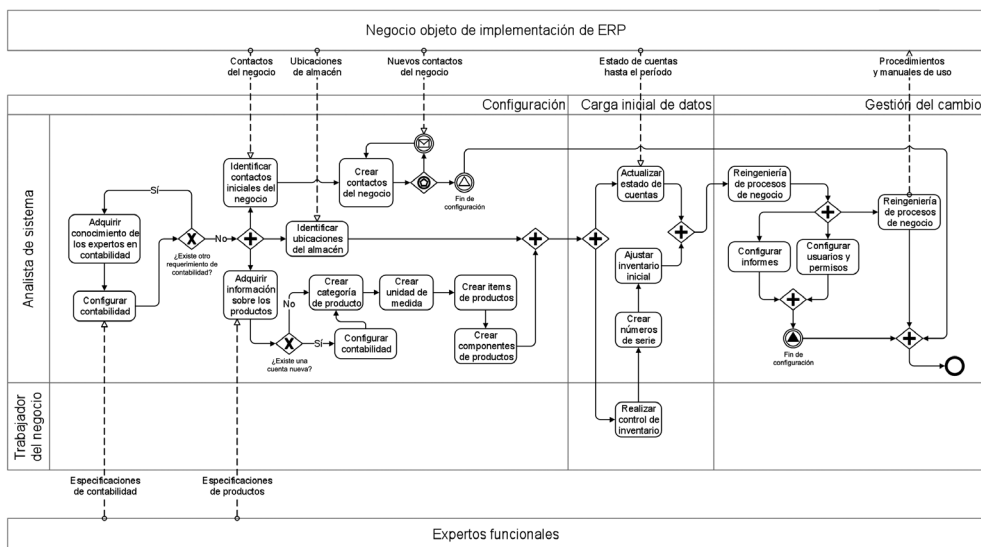 Negocio objeto de implementación de ERP
Contactos
del negocio
Ubicaciones
de almacén
Nuevos contactos
del negocio
Estado de cuentas
hasta el período
Procedimientos
y manuales de uso
Configuración
Carga inicial de datos
Gestión del cambio
Analista de sistema
Identificar
contactos
iniciales del
negocio
Crear
contactos
del negocio
Fin de
configuración
Actualizar
estado de
cuentas
Reingeniería
de procesos
de negocio
Reingeniería
de procesos
de negocio
Sí
Adquirir
conocimiento de
los expertos en
contabilidad
¿Existe otro
requerimiento de
contabilidad?
No
Identificar
ubicaciones
del almacén
Configurar
informes
Configurar
usuarios y
permisos
Configurar
contabilidad
Adquirir
información
sobre los
productos
No
Crear
categoría
de producto
Crear
unidad de
medida
Crear items
de productos
Ajustar
inventario
inicial
¿Existe una
cuenta nueva?
Sí
Configurar
contabilidad
Crear
componentes
de productos
Crear
números
de serie
Fin de
configuración
Trabajador
del negocio
Realizar
control de
inventario
Especificaciones
de contabilidad
Especificaciones
de productos
Expertos funcionales